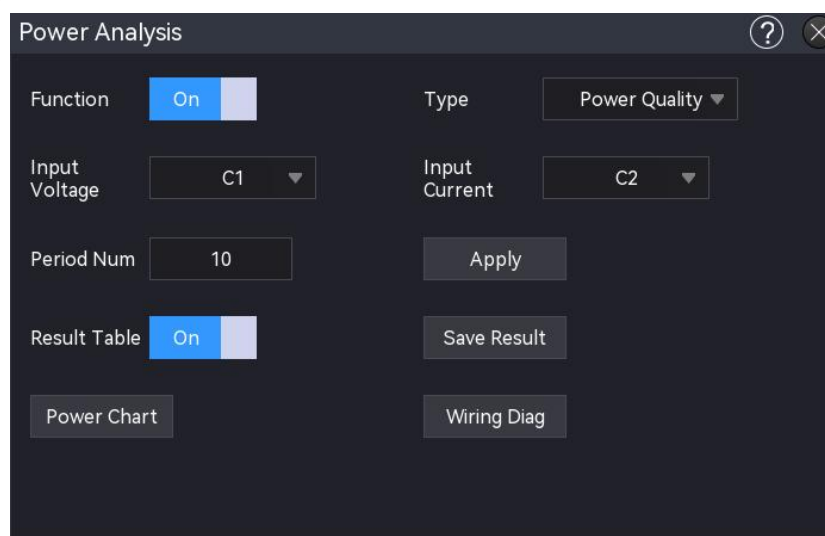 Power Analysis
?
Function On Type Power Quality
Input Voltage C1 Input Current C2
Period Num 10 Apply
Result Table On Save Result
Power Chart Wiring Diag